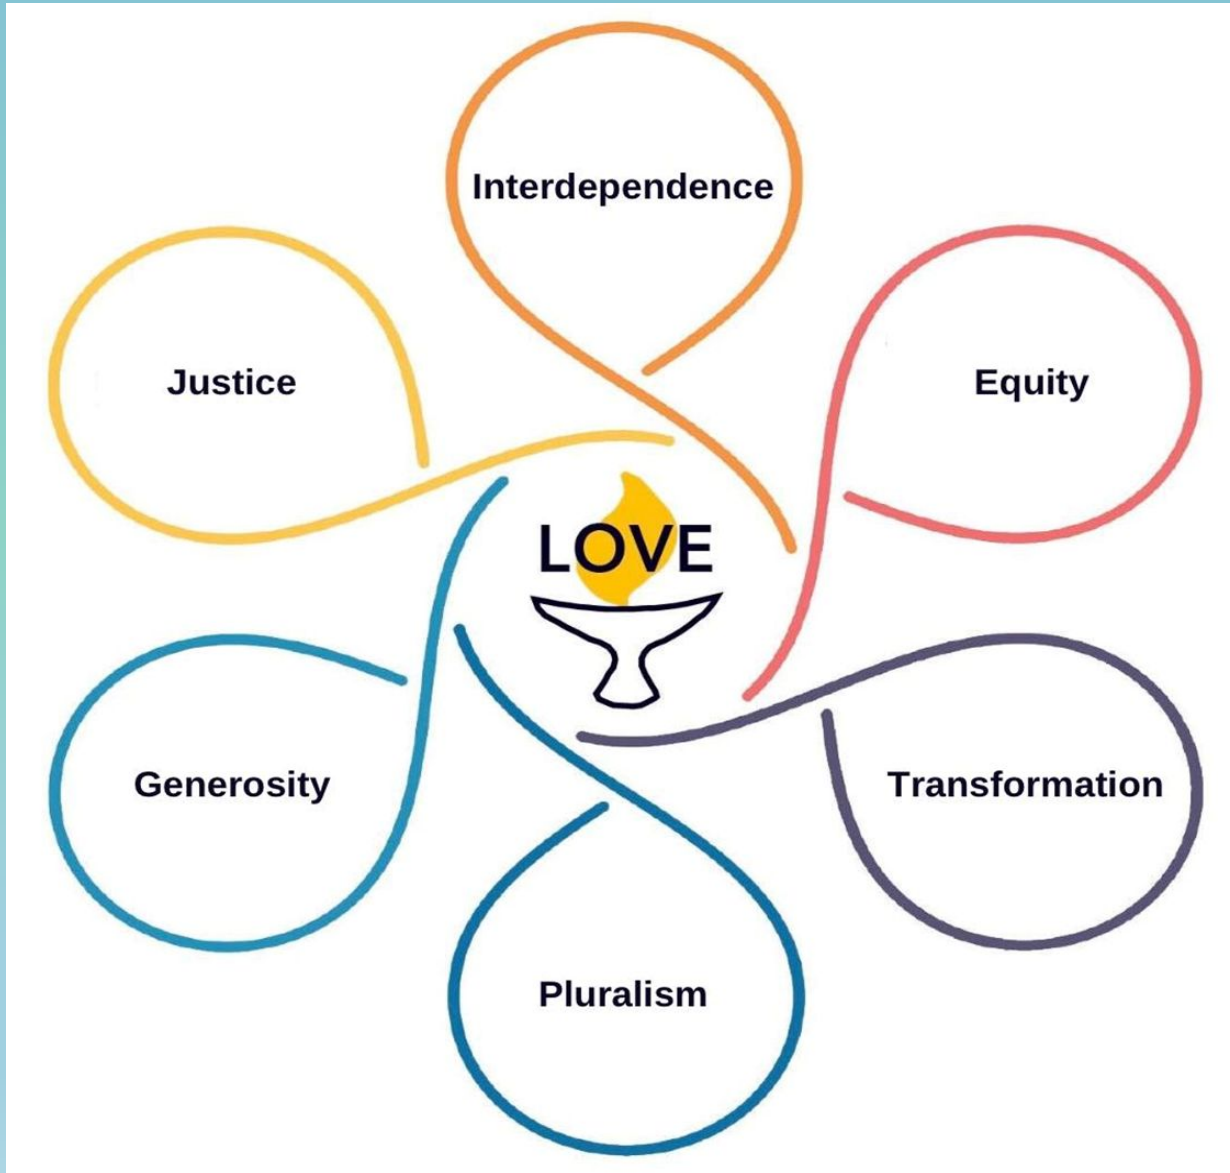 Interdependence
Justice
Equity
LOVE
Generosity
Transformation
Pluralism